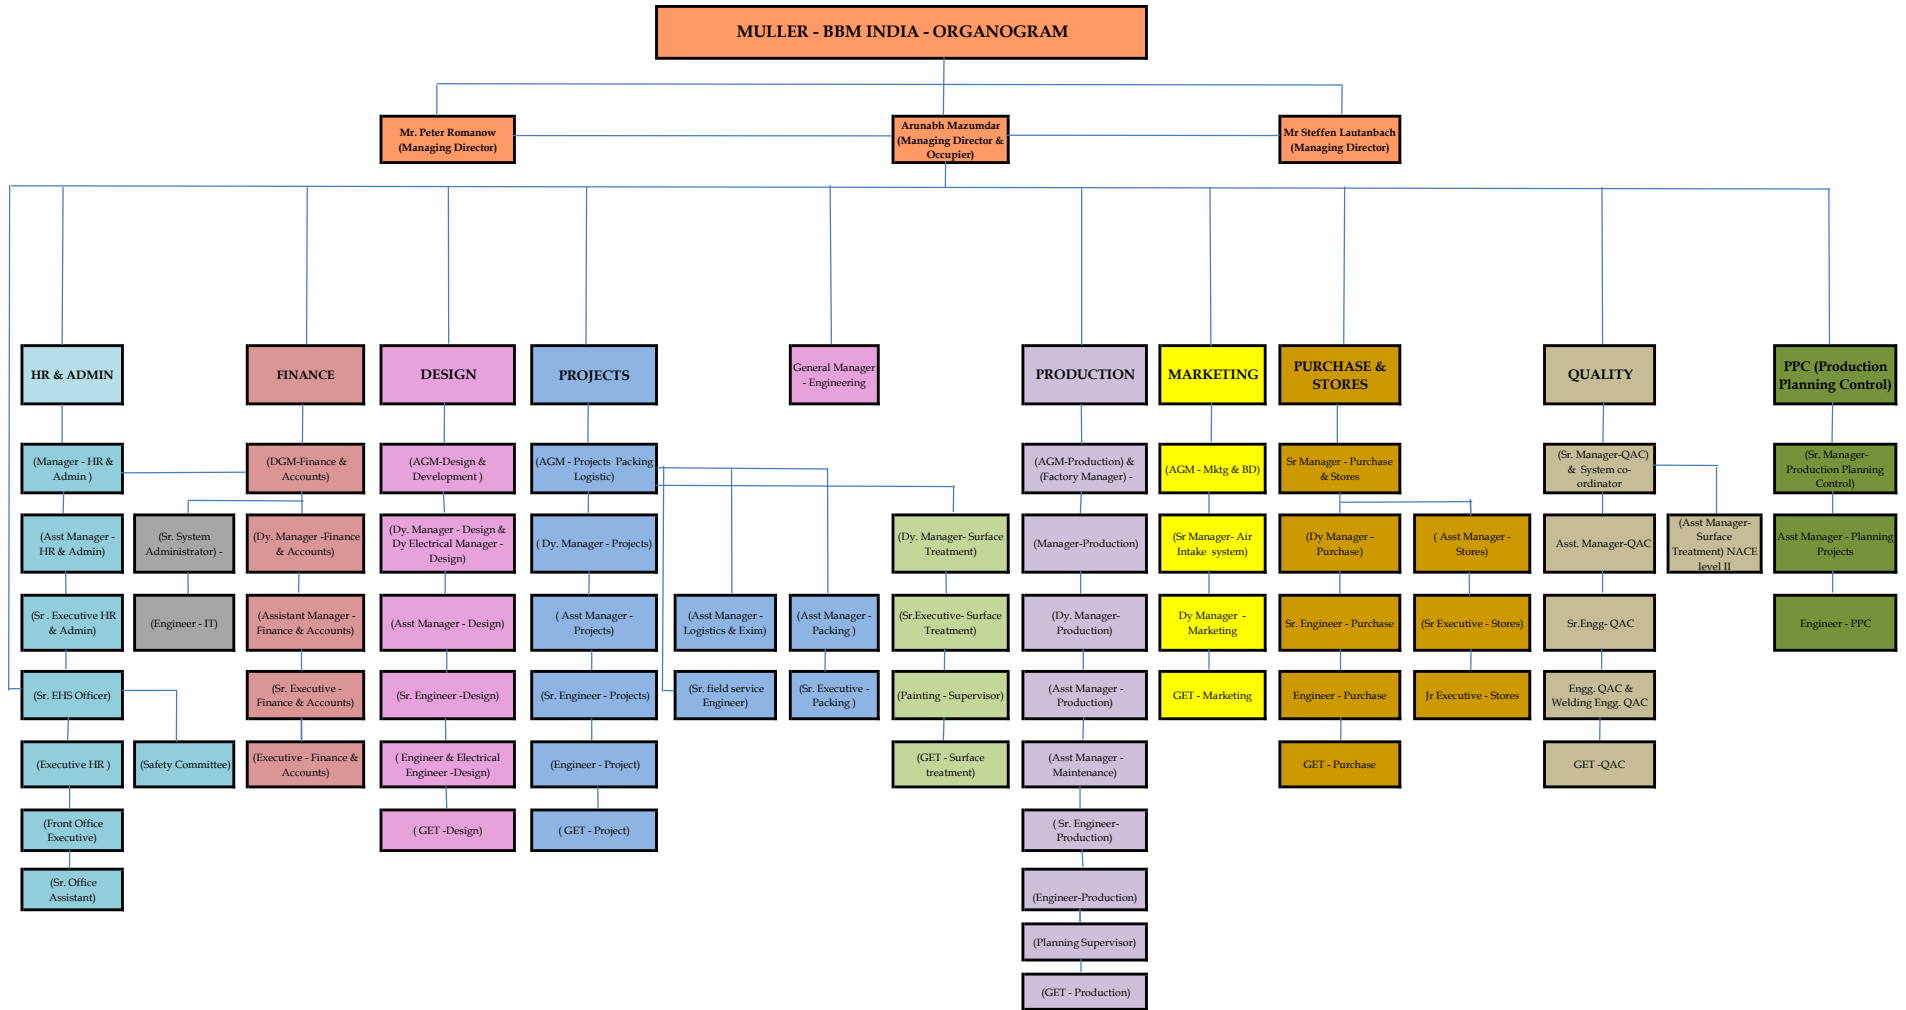 MULLER - BBM INDIA - ORGANOGRAM
Mr. Peter Romanow
(Managing Director)
Arunabh Mazumdar
(Managing Director &
Occupier)
Mr Steffen Lautanbach
(Managing Director)
HR & ADMIN
FINANCE
DESIGN
PROJECTS
General Manager
- Engineering
PRODUCTION
MARKETING
PURCHASE &
STORES
QUALITY
PPC (Production
Planning Control)
(Manager - HR &
Admin )
(DGM-Finance &
Accounts)
(AGM-Design &
Development )
(AGM - Projects Packing
Logistic)
(AGM-Production) &
(Factory Manager) -
(AGM - Mktg & BD)
Sr Manager - Purchase
& Stores
(Sr. Manager-QAC)
& System co-
ordinator
(Sr. Manager-
Production Planning
Control)
(Asst Manager -
HR & Admin)
(Sr. System
Administrator) -
(Dy. Manager -Finance
& Accounts)
(Dy. Manager - Design &
Dy Electrical Manager -
Design)
( Dy. Manager - Projects)
(Dy. Manager- Surface
Treatment)
(Manager-Production)
(Sr Manager- Air
Intake system)
(Dy Manager -
Purchase)
( Asst Manager -
Stores)
Asst. Manager-QAC
(Asst Manager-
Surface
Treatment) NACE
level II
Asst Manager - Planning
Projects
(Sr . Executive HR
& Admin)
(Engineer - IT)
(Assistant Manager -
Finance & Accounts)
(Asst Manager - Design)
( Asst Manager -
Projects)
(Asst Manager -
Logistics & Exim)
(Asst Manager -
Packing )
(Sr.Executive- Surface
Treatment)
(Dy. Manager-
Production)
Dy Manager -
Marketing
Sr. Engineer - Purchase
(Sr Executive - Stores)
Sr.Engg- QAC
Engineer - PPC
(Sr. EHS Officer)
(Sr. Executive -
Finance & Accounts)
(Sr. Engineer -Design)
(Sr. Engineer - Projects)
(Sr. field service
Engineer)
(Sr. Executive -
Packing )
(Painting - Supervisor)
(Asst Manager -
Production)
GET - Marketing
Engineer - Purchase
Jr Executive - Stores
Engg. QAC &
Welding Engg. QAC
(Executive HR )
(Safety Committee)
(Executive - Finance &
Accounts)
( Engineer & Electrical
Engineer -Design)
(Engineer - Project)
(GET - Surface
treatment)
(Asst Manager -
Maintenance)
GET - Purchase
GET -QAC
(Front Office
Executive)
( GET -Design)
( GET - Project)
( Sr. Engineer-
Production)
(Sr. Office
Assistant)
(Engineer-Production)
(Planning Supervisor)
(GET - Production)